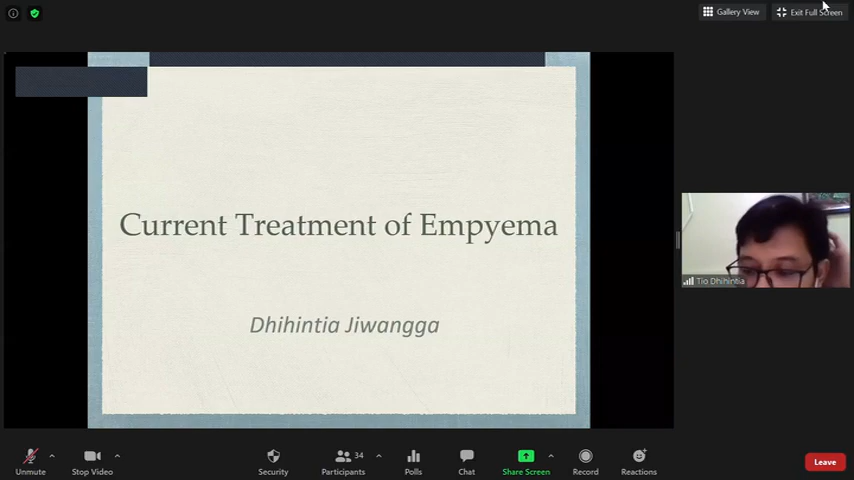 Gallery View
Exit Full Screen
Current Treatment of Empyema
Dhihintia Jiwangga
Tio Dhihintia
Unmute
Stop Video
Security
Participants
34
Polls
Chat
Share Screen
Record
Reactions
Leave